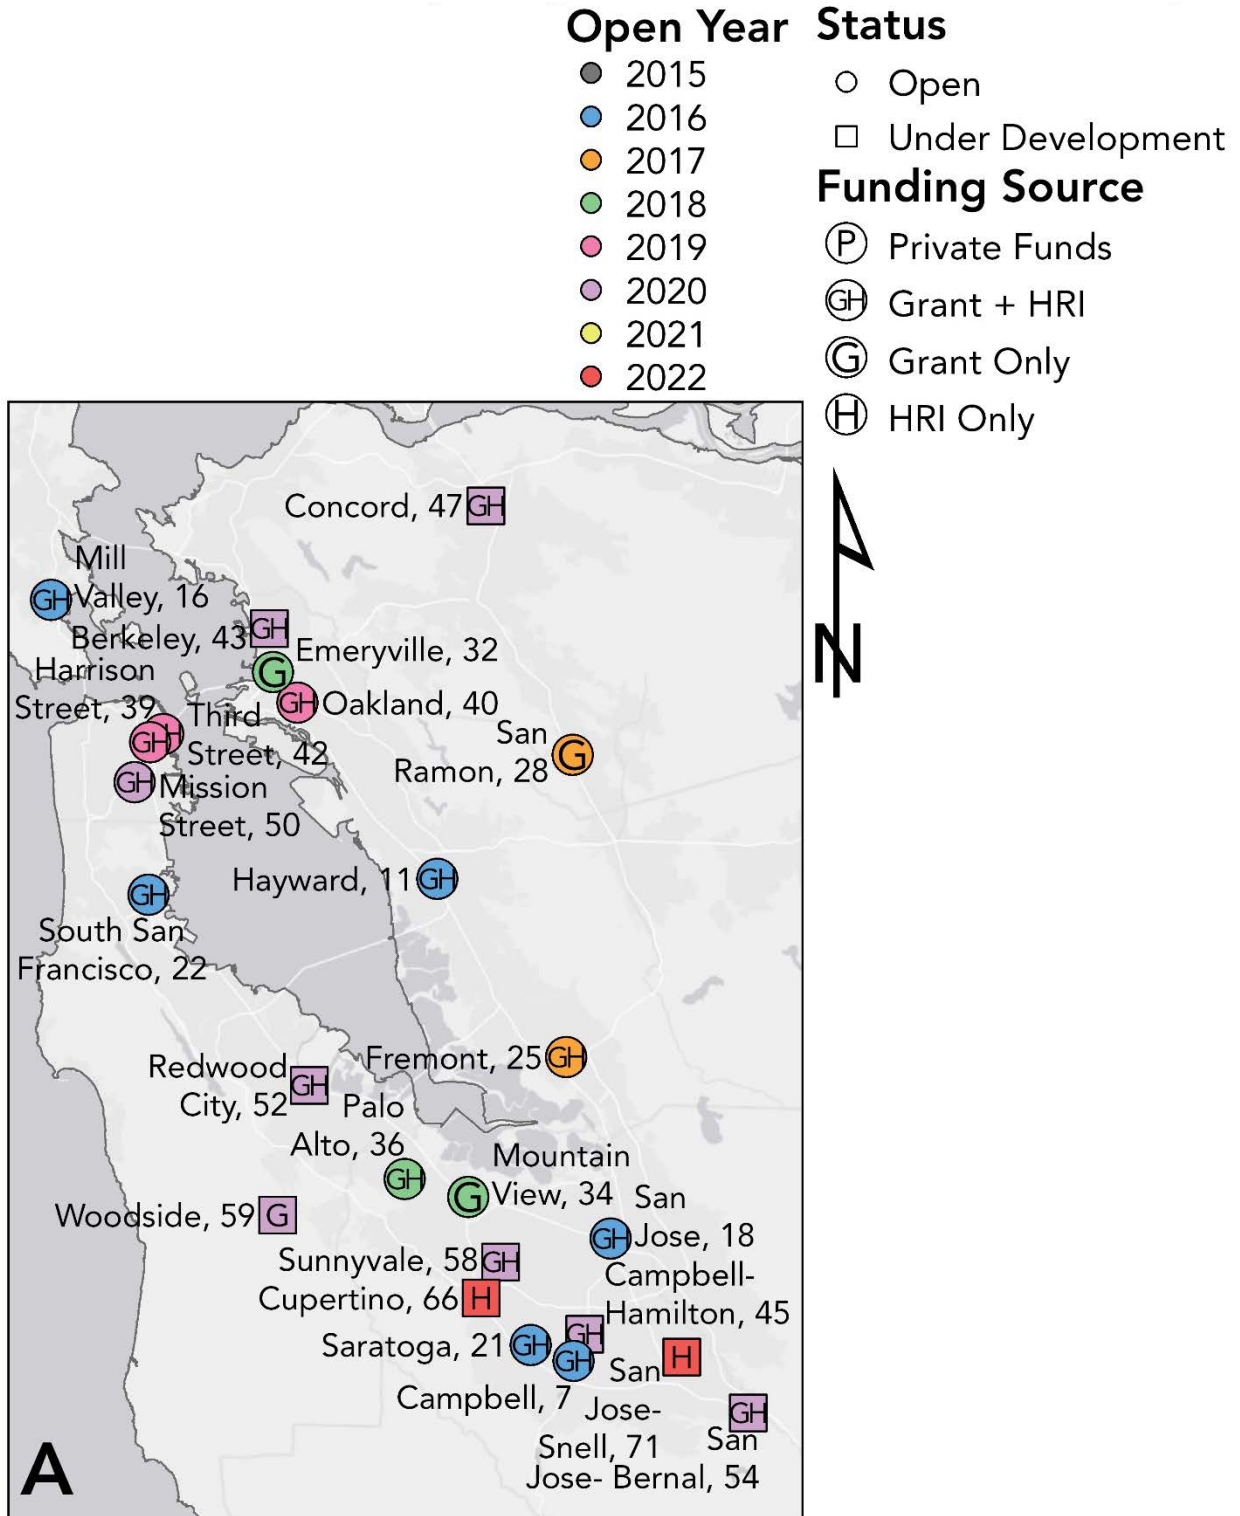 Open Year
2015
2016
2017
2018
2019
2020
2021
2022
Status
Open
Under Development
Funding Source
P Private Funds
GH Grant + HRI
G Grant Only
H HRI Only
N
Concord, 47 GH
Mill
GH Valley, 16
Berkeley, 43 GH
G Emeryville, 32
Harrison
Street, 39
GH Oakland, 40
GH H
Third
Street, 42
San
Ramon, 28 G
GH Mission
Street, 50
Hayward, 11 GH
GH
South San
Francisco, 22
Fremont, 25 GH
Redwood
City, 52 GH
Palo
Alto, 36
GH
Mountain
G View, 34
Woodside, 59 G
San
GH Jose, 18
Sunnyvale, 58 GH
Cupertino, 66 H
Campbell-
Hamilton, 45
GH
Saratoga, 21 GH
GH
Campbell, 7
San H
Jose-
Snell, 71
GH
San
Jose- Bernal, 54
A